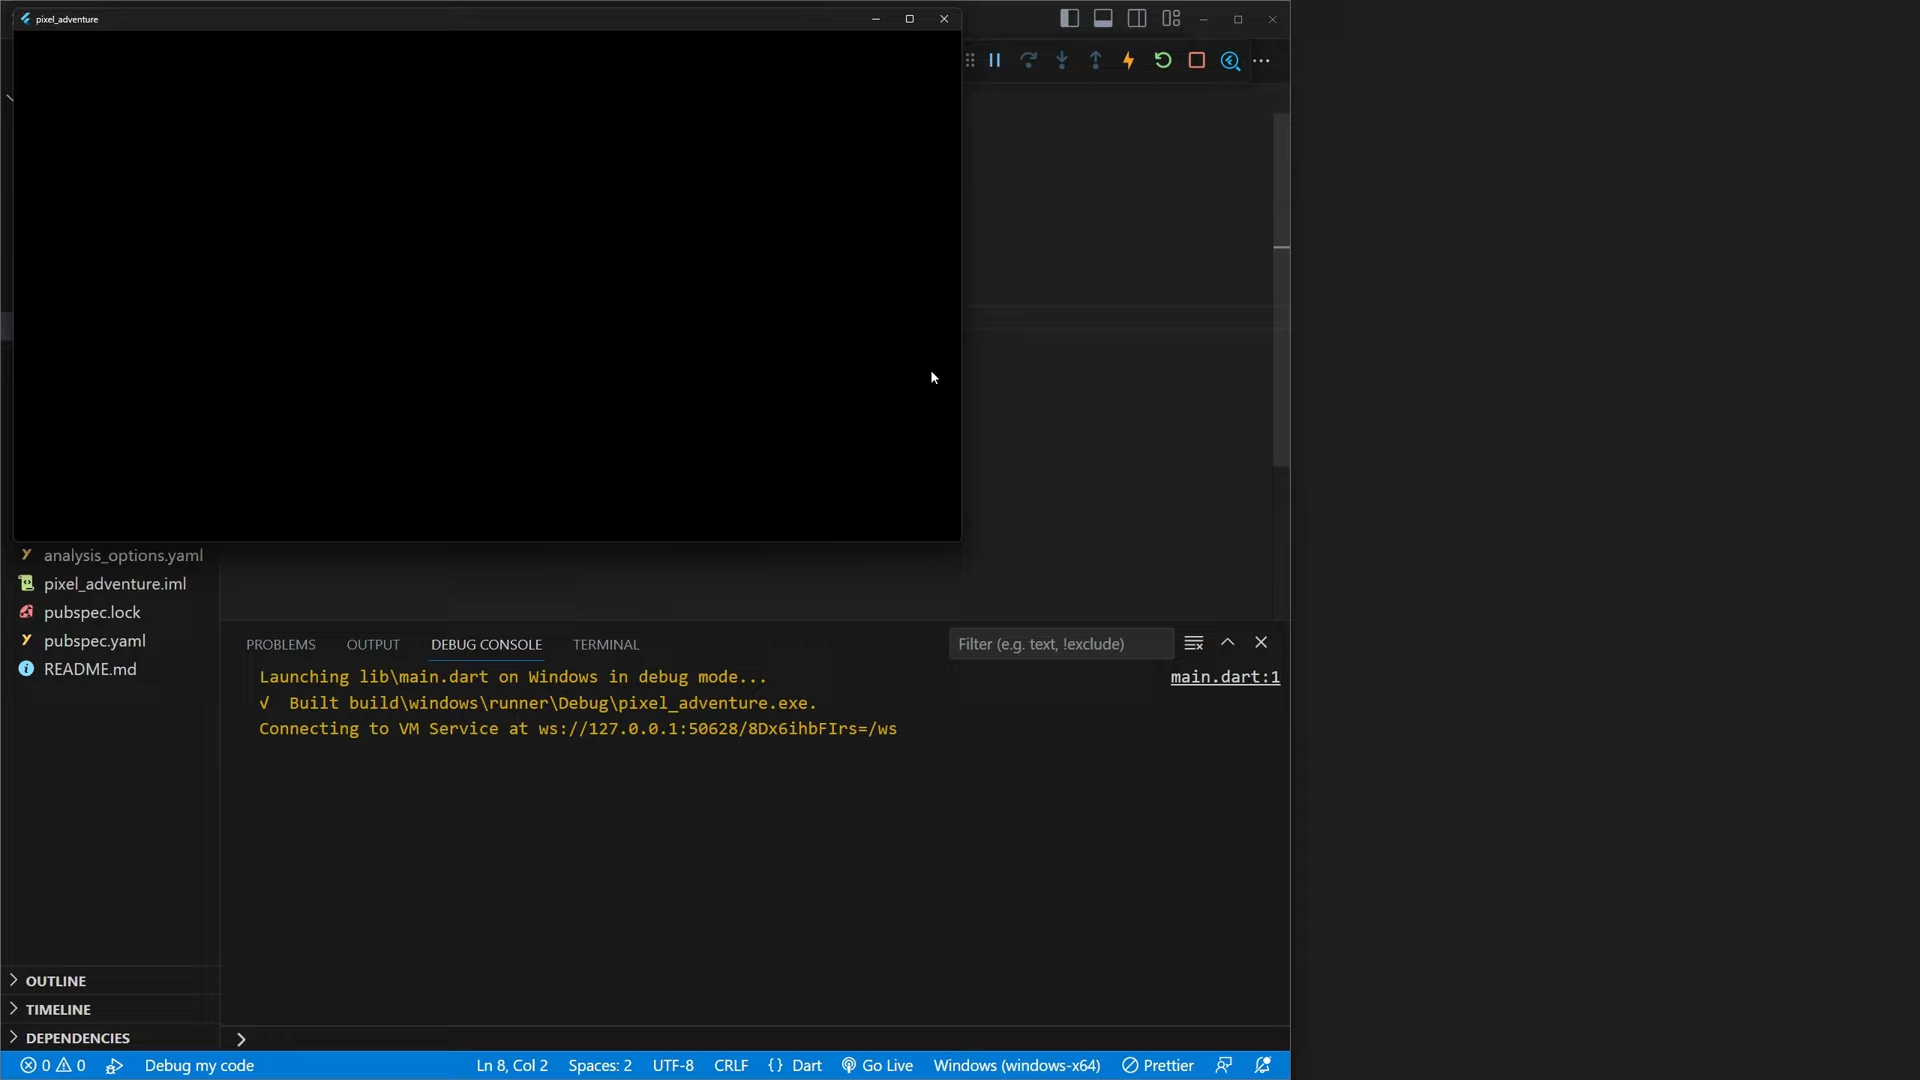 pixel_adventure
analysis_options.yaml
pixel_adventure.iml
pubspec.lock
pubspec.yaml
README.md
PROBLEMS OUTPUT DEBUG CONSOLE TERMINAL Filter (e.g. text, !exclude)
Launching lib\main.dart on Windows in debug mode... main.dart:1
√ Built build\windows\runner\Debug\pixel_adventure.exe.
Connecting to VM Service at ws://127.0.0.1:50628/8Dx6ihbFIrs=/ws
OUTLINE
TIMELINE
DEPENDENCIES
0 0 Debug my code Ln 8, Col 2 Spaces: 2 UTF-8 CRLF {} Dart Go Live Windows (windows-x64) Prettier